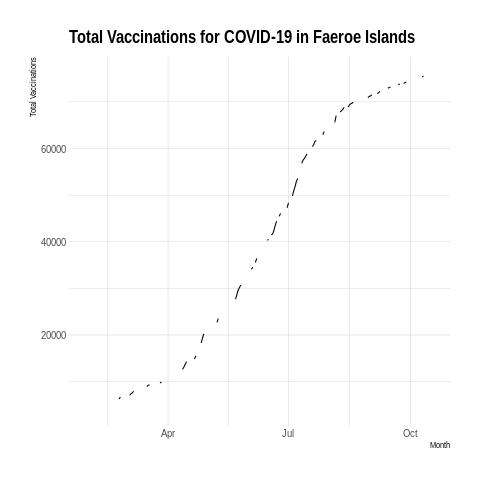 Total Vaccinations for COVID-19 in Faeroe Islands
Total Vaccinations
60000
40000
20000
Apr
Jul
Oct
Month